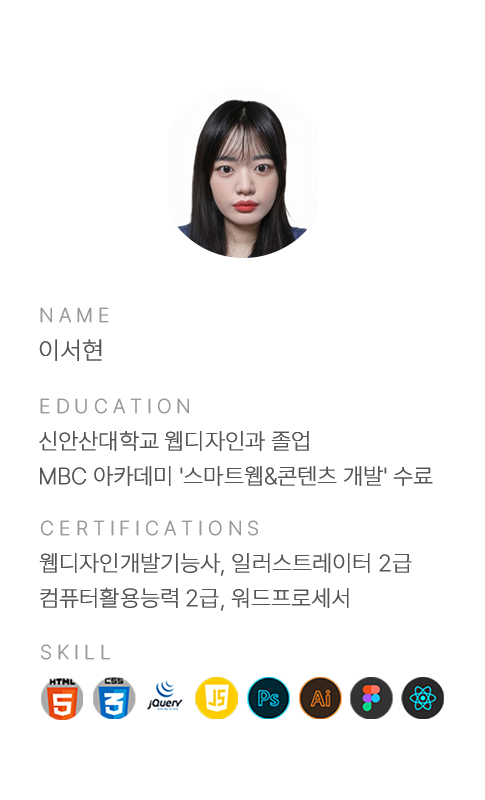 NAME
이서현
EDUCATION
신안산대학교 웹디자인과 졸업
MBC 아카데미 '스마트웹&콘텐츠 개발' 수료
CERTIFICATIONS
웹디자인개발기능사, 일러스트레이터 2급
컴퓨터활용능력 2급, 워드프로세서
SKILL
HTML 5 CSS 3 jQuery JS Ps Ai